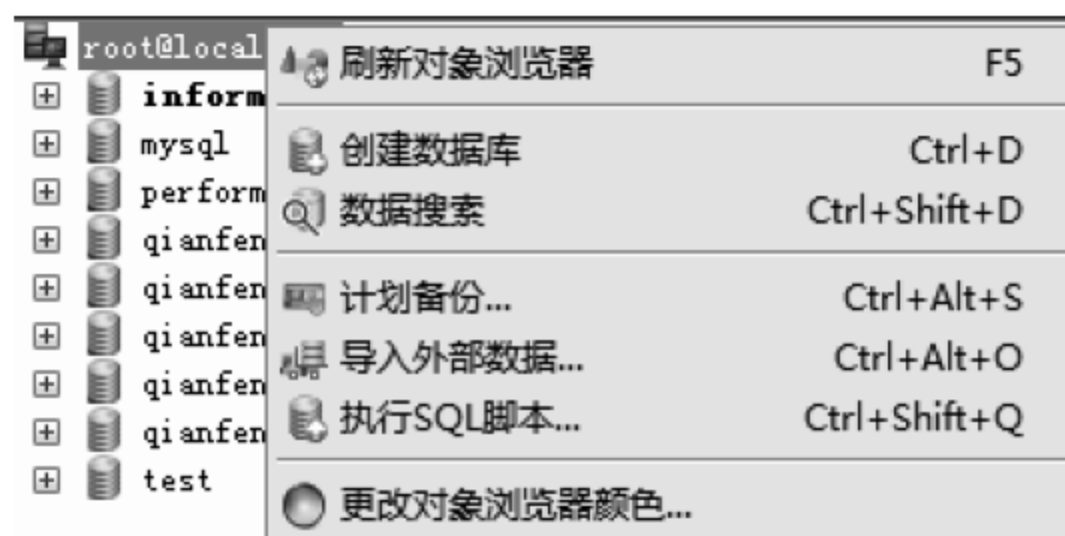 root@local
inform
mysql
perform
qianfen
qianfen
qianfen
qianfen
qianfen
test
刷新对象浏览器 F5
创建数据库 Ctrl+D
数据搜索 Ctrl+Shift+D
计划备份... Ctrl+Alt+S
导入外部数据... Ctrl+Alt+O
执行SQL脚本... Ctrl+Shift+Q
更改对象浏览器颜色...